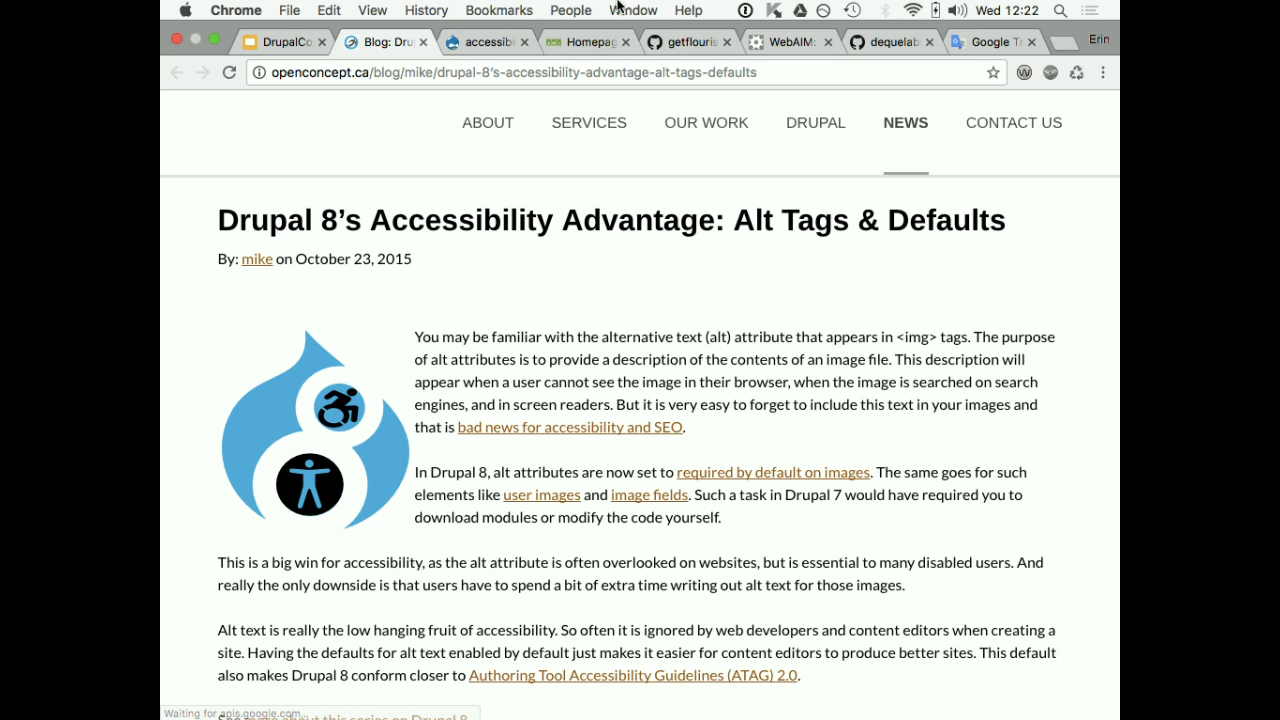 Chrome File Edit View History Bookmarks People Window Help Wed 12:22
DrupalCo Blog: Dru accessibi Homepag getflouris WebAIM: dequelab Google Tr Erin
openconcept.ca/blog/mike/drupal-8's-accessibility-advantage-alt-tags-defaults
ABOUT SERVICES OUR WORK DRUPAL NEWS CONTACT US
Drupal 8’s Accessibility Advantage: Alt Tags & Defaults
By: mike on October 23, 2015
You may be familiar with the alternative text (alt) attribute that appears in <img> tags. The purpose
of alt attributes is to provide a description of the contents of an image file. This description will
appear when a user cannot see the image in their browser, when the image is searched on search
engines, and in screen readers. But it is very easy to forget to include this text in your images and
that is bad news for accessibility and SEO.
In Drupal 8, alt attributes are now set to required by default on images. The same goes for such
elements like user images and image fields. Such a task in Drupal 7 would have required you to
download modules or modify the code yourself.
This is a big win for accessibility, as the alt attribute is often overlooked on websites, but is essential to many disabled users. And
really the only downside is that users have to spend a bit of extra time writing out alt text for those images.
Alt text is really the low hanging fruit of accessibility. So often it is ignored by web developers and content editors when creating a
site. Having the defaults for alt text enabled by default just makes it easier for content editors to produce better sites. This default
also makes Drupal 8 conform closer to Authoring Tool Accessibility Guidelines (ATAG) 2.0.
Waiting for apis.google.com...
about this series on Drupal 8